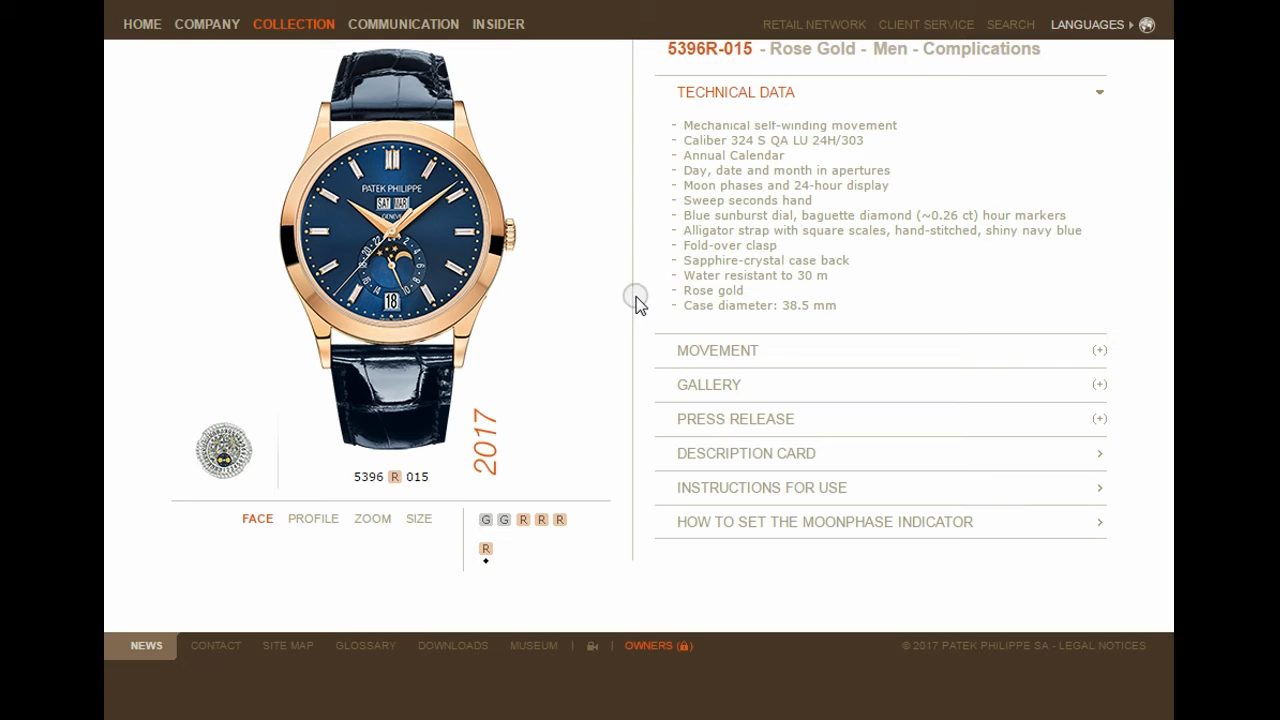 HOME COMPANY COLLECTION COMMUNICATION INSIDER RETAIL NETWORK CLIENT SERVICE SEARCH LANGUAGES
5396R-015 - Rose Gold - Men - Complications
TECHNICAL DATA
- Mechanical self-winding movement
- Caliber 324 S QA LU 24H/303
- Annual Calendar
- Day, date and month in apertures
- Moon phases and 24-hour display
- Sweep seconds hand
- Blue sunburst dial, baguette diamond (~0.26 ct) hour markers
- Alligator strap with square scales, hand-stitched, shiny navy blue
- Fold-over clasp
- Sapphire-crystal case back
- Water resistant to 30 m
- Rose gold
- Case diameter: 38.5 mm
MOVEMENT (+)
GALLERY (+)
PRESS RELEASE (+)
DESCRIPTION CARD
INSTRUCTIONS FOR USE
HOW TO SET THE MOONPHASE INDICATOR
PATEK PHILIPPE
SAT MAR
GENEVE
18
2017
5396 R 015
FACE PROFILE ZOOM SIZE
G G R R R
R
NEWS CONTACT SITE MAP GLOSSARY DOWNLOADS MUSEUM | | OWNERS © 2017 PATEK PHILIPPE SA - LEGAL NOTICES